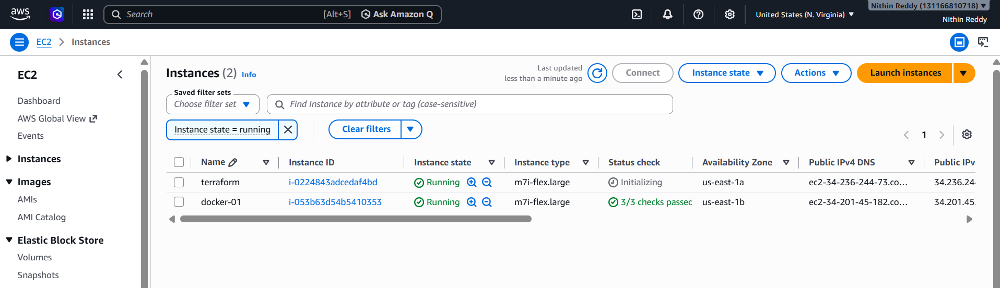 aws
Search [Alt+S] Ask Amazon Q
United States (N. Virginia)
Nithin Reddy (131166810718)
Nithin Reddy
EC2 > Instances
EC2
Dashboard
AWS Global View
Events
Instances
Images
AMIs
AMI Catalog
Elastic Block Store
Volumes
Snapshots
Instances (2) Info
Last updated
less than a minute ago
Connect Instance state Actions Launch instances
Saved filter sets
Choose filter set
Find Instance by attribute or tag (case-sensitive)
Instance state = running
Clear filters
1
Name Instance ID Instance state Instance type Status check Availability Zone Public IPv4 DNS Public IPv
terraform i-0224843adcedaf4bd Running m7i-flex.large Initializing us-east-1a ec2-34-236-244-73.co... 34.236.24
docker-01 i-053b63d54b5410353 Running m7i-flex.large 3/3 checks passed us-east-1b ec2-34-201-45-182.co... 34.201.45.